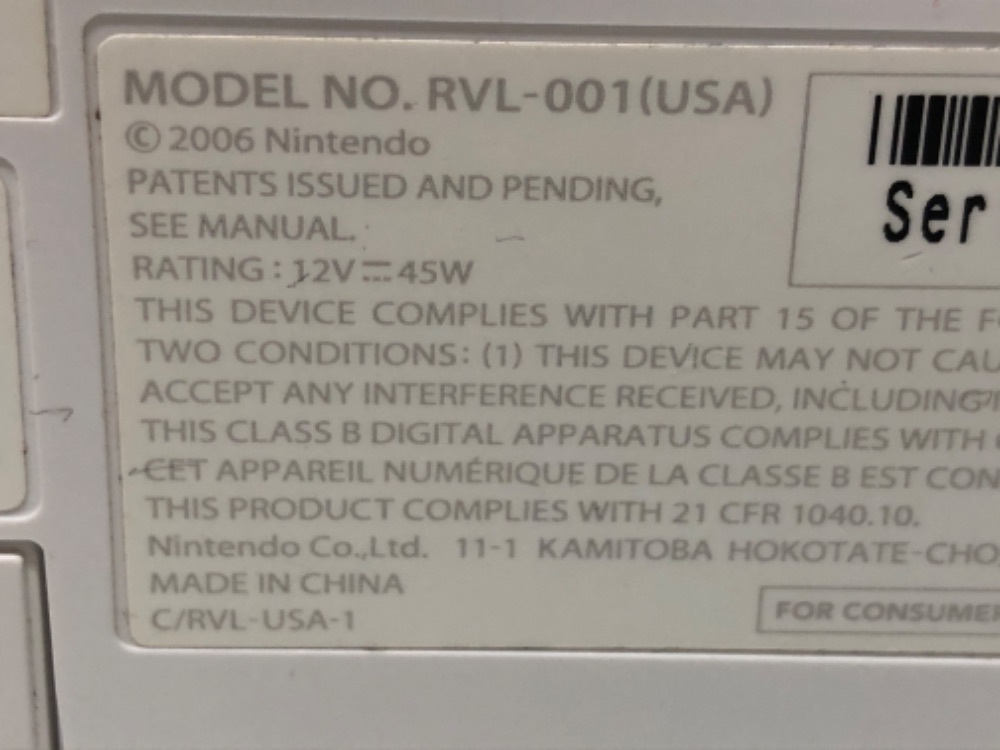 MODEL NO. RVL-001(USA)
© 2006 Nintendo
PATENTS ISSUED AND PENDING,
SEE MANUAL.
RATING : 12V⎓45W
THIS DEVICE COMPLIES WITH PART 15 OF THE
TWO CONDITIONS: (1) THIS DEVICE MAY NOT
ACCEPT ANY INTERFERENCE RECEIVED, INCLUDING
THIS CLASS B DIGITAL APPARATUS COMPLIES WITH
CET APPAREIL NUMÉRIQUE DE LA CLASSE B EST
THIS PRODUCT COMPLIES WITH 21 CFR 1040.10.
Nintendo Co.,Ltd. 11-1 KAMITOBA HOKOTATE-CHO,
MADE IN CHINA
C/RVL-USA-1
Ser
FOR CONSUMER